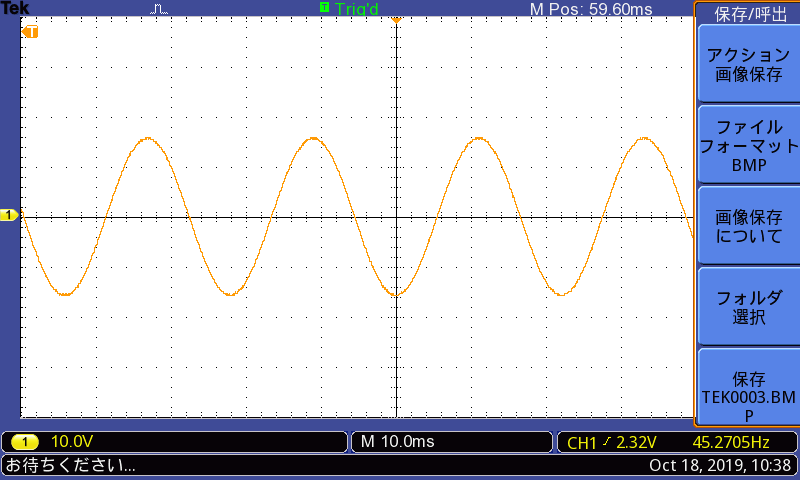 Tek
T Trig'd
M Pos: 59.60ms
保存/呼出
T
アクション
画像保存
ファイル
フォーマット
BMP
1
画像保存
について
フォルダ
選択
保存
TEK0003.BM
P
1 10.0V
M 10.0ms
CH1 2.32V 45.2705Hz
お待ちください...
Oct 18, 2019, 10:38